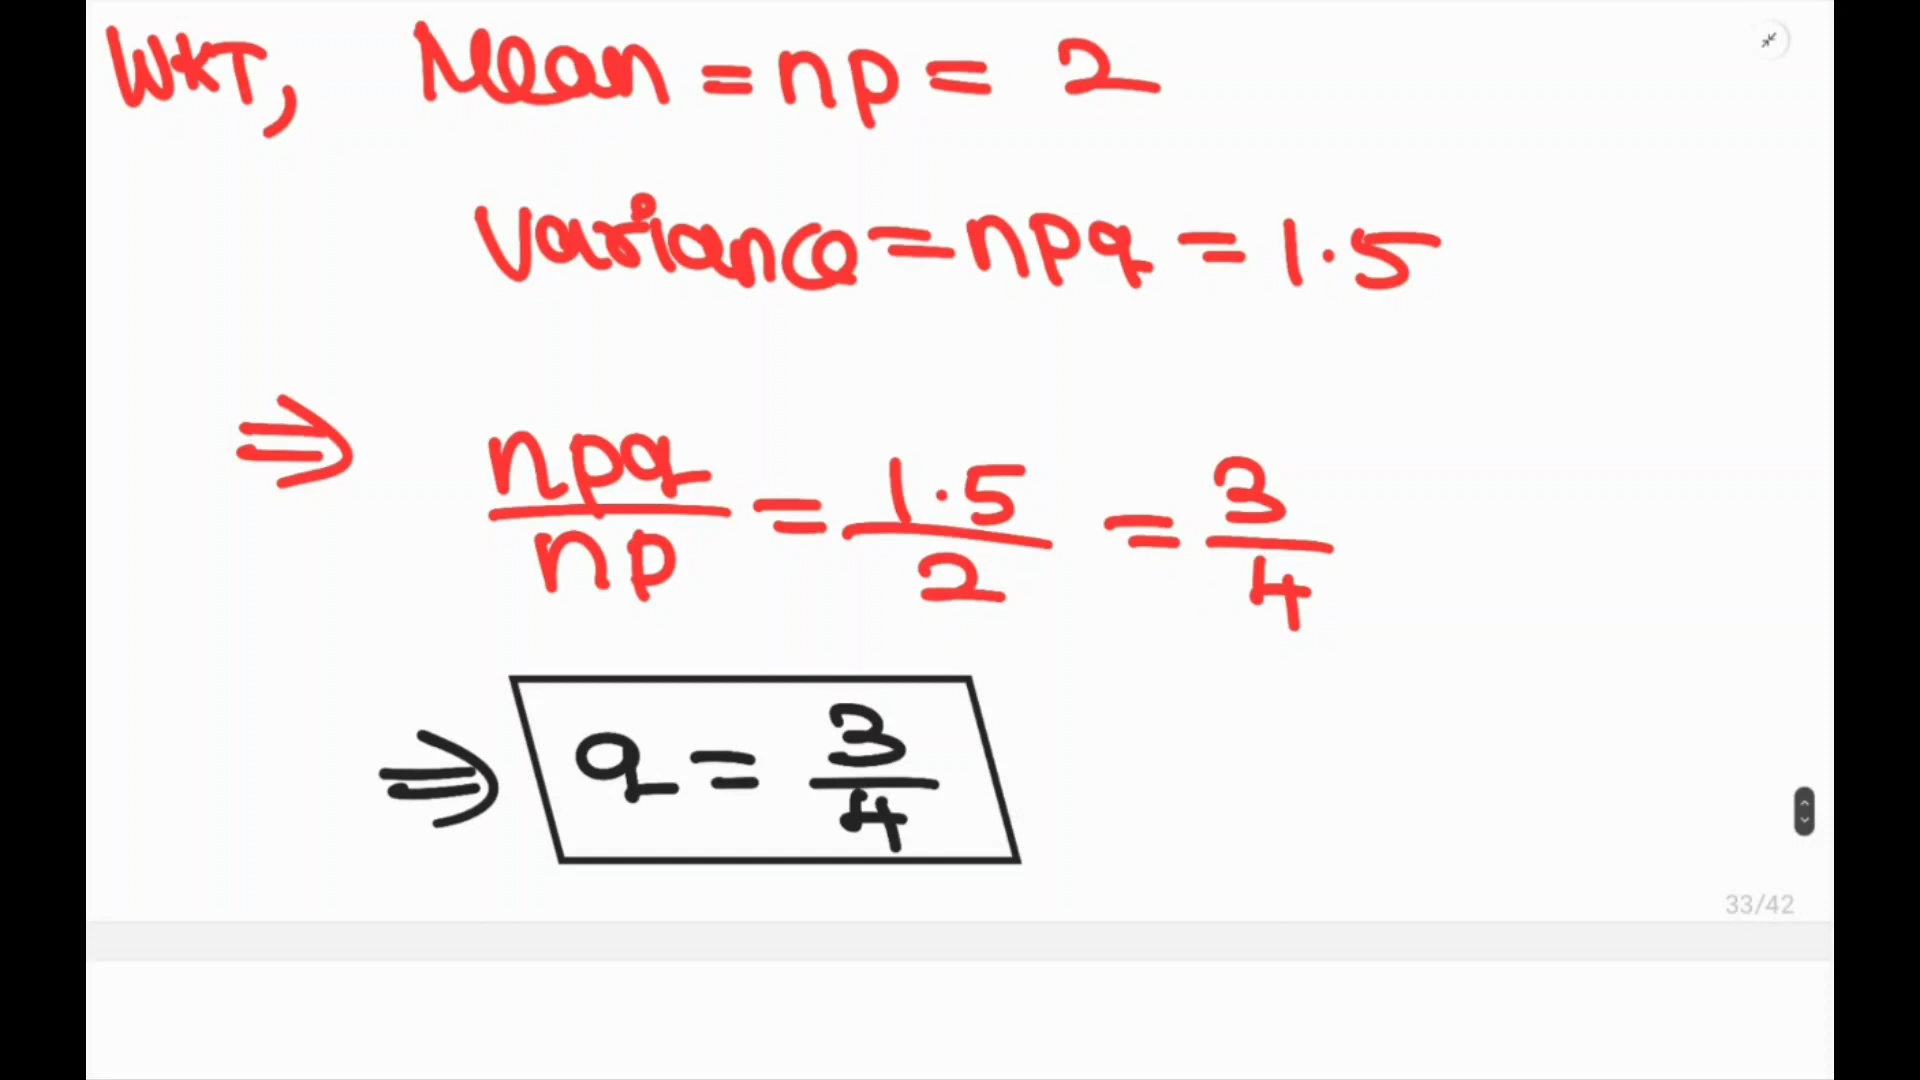 WKT, Mean = np = 2
variance = npq = 1.5
⇒ npq/np = 1.5/2 = 3/4
⇒ q = 3/4
33/42